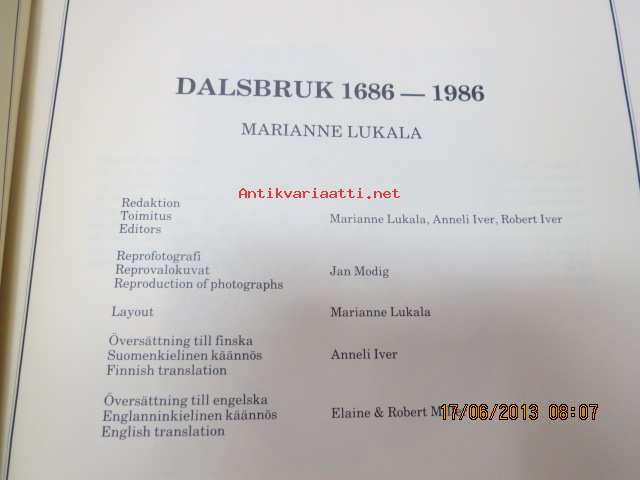 DALSBRUK 1686 — 1986
MARIANNE LUKALA
Antikvariaatti.net
Redaktion
Toimitus
Editors
Marianne Lukala, Anneli Iver, Robert Iver
Reprofotografi
Reprovalokuvat
Reproduction of photographs
Jan Modig
Layout
Marianne Lukala
Översättning till finska
Suomenkielinen käännös
Finnish translation
Anneli Iver
Översättning till engelska
Englanninkielinen käännös
English translation
Elaine & Robert
17/06/2013 08:07